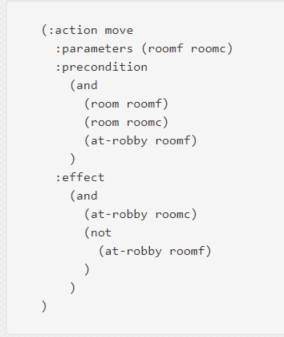 (:action move
:parameters (roomf roomc)
:precondition
(and
(room roomf)
(room roomc)
(at-robby roomf)
)
:effect
(and
(at-robby roomc)
(not
(at-robby roomf)
)
)
)